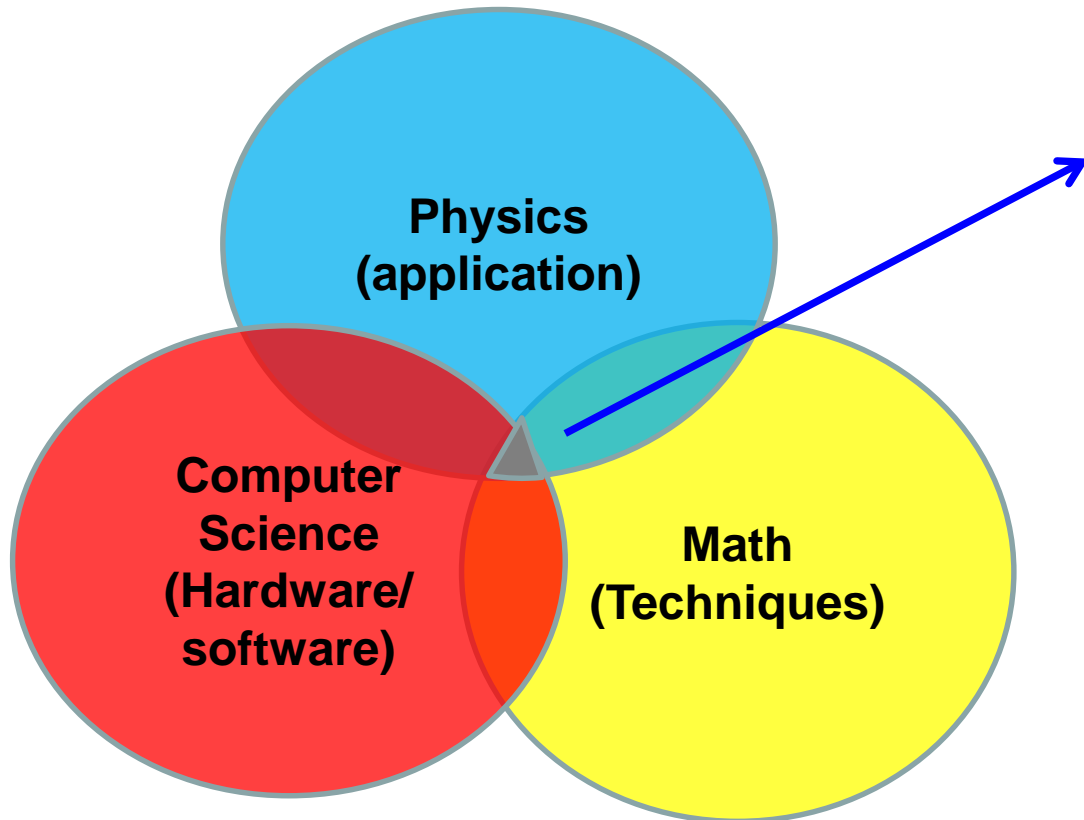 Physics
(application)
Computer
Science
(Hardware/
software)
Math
(Techniques)